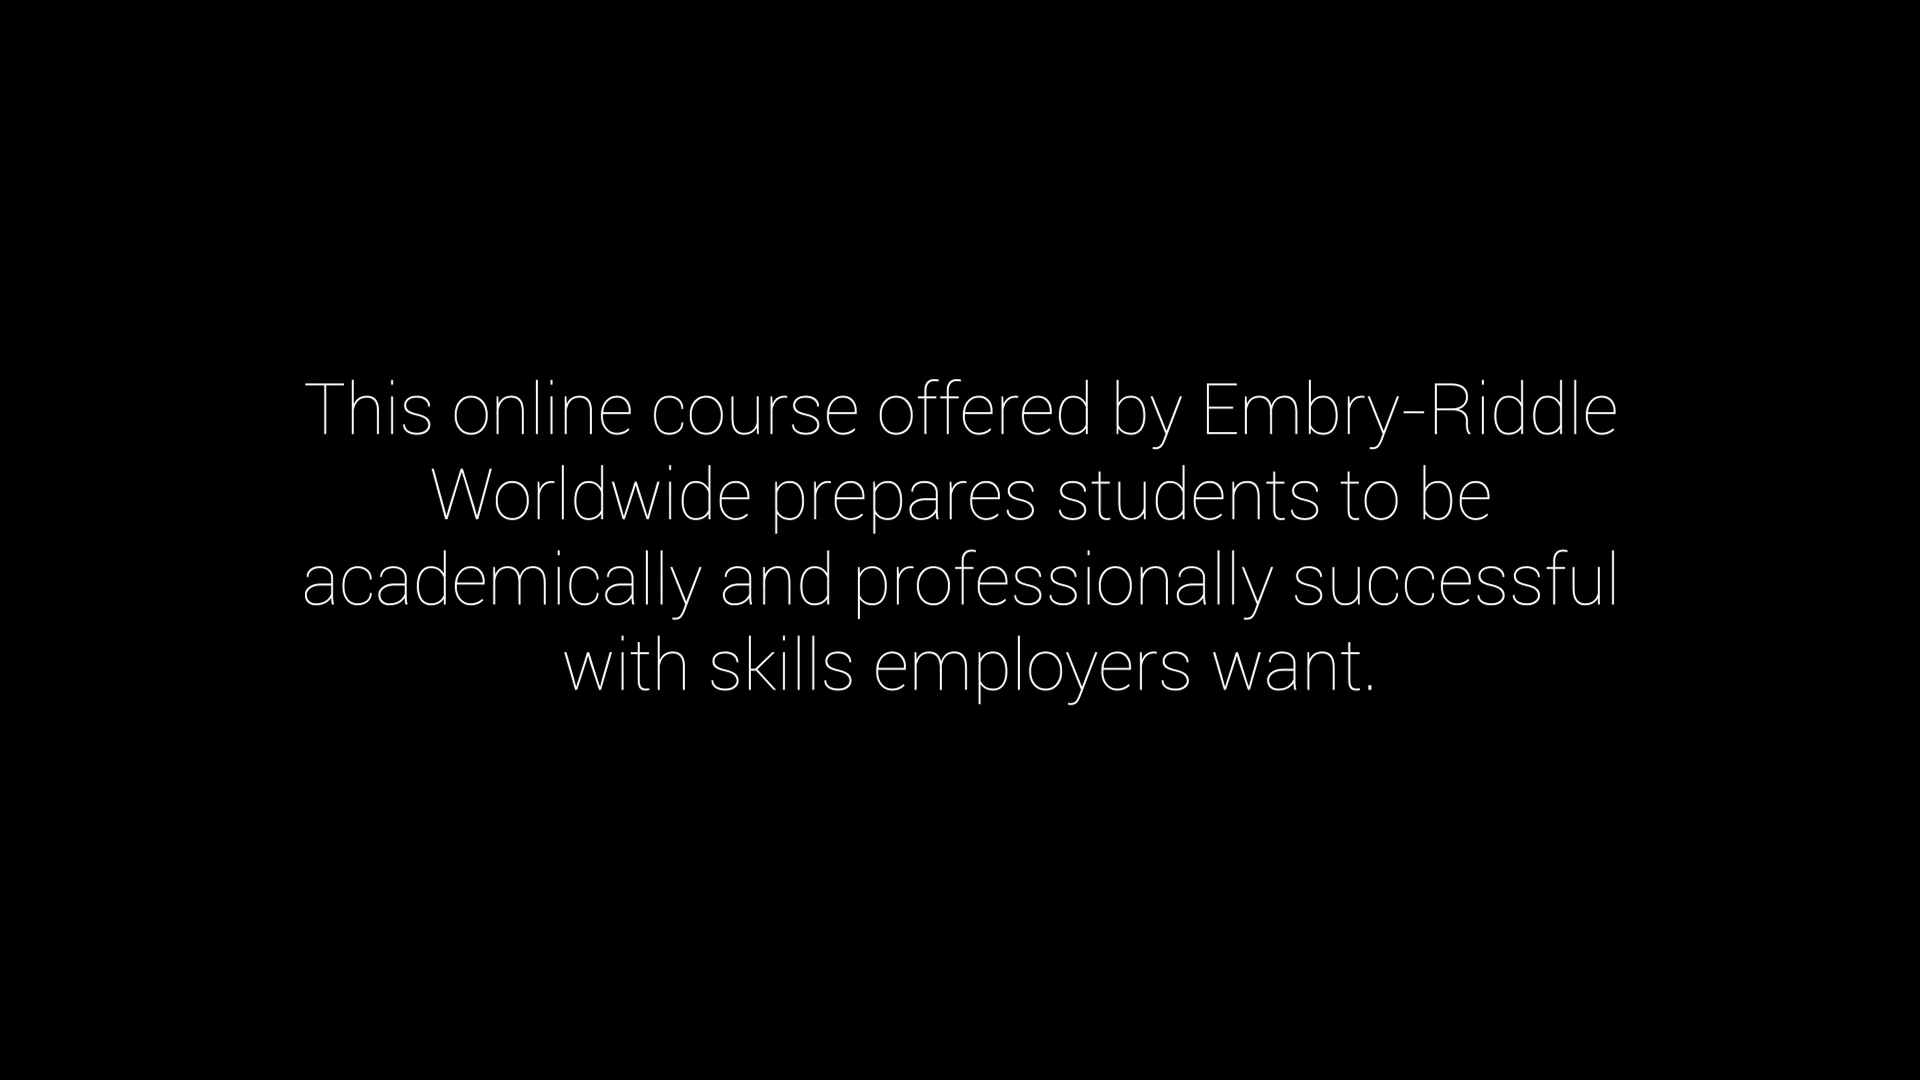 This online course offered by Embry-Riddle
Worldwide prepares students to be
academically and professionally successful
with skills employers want.